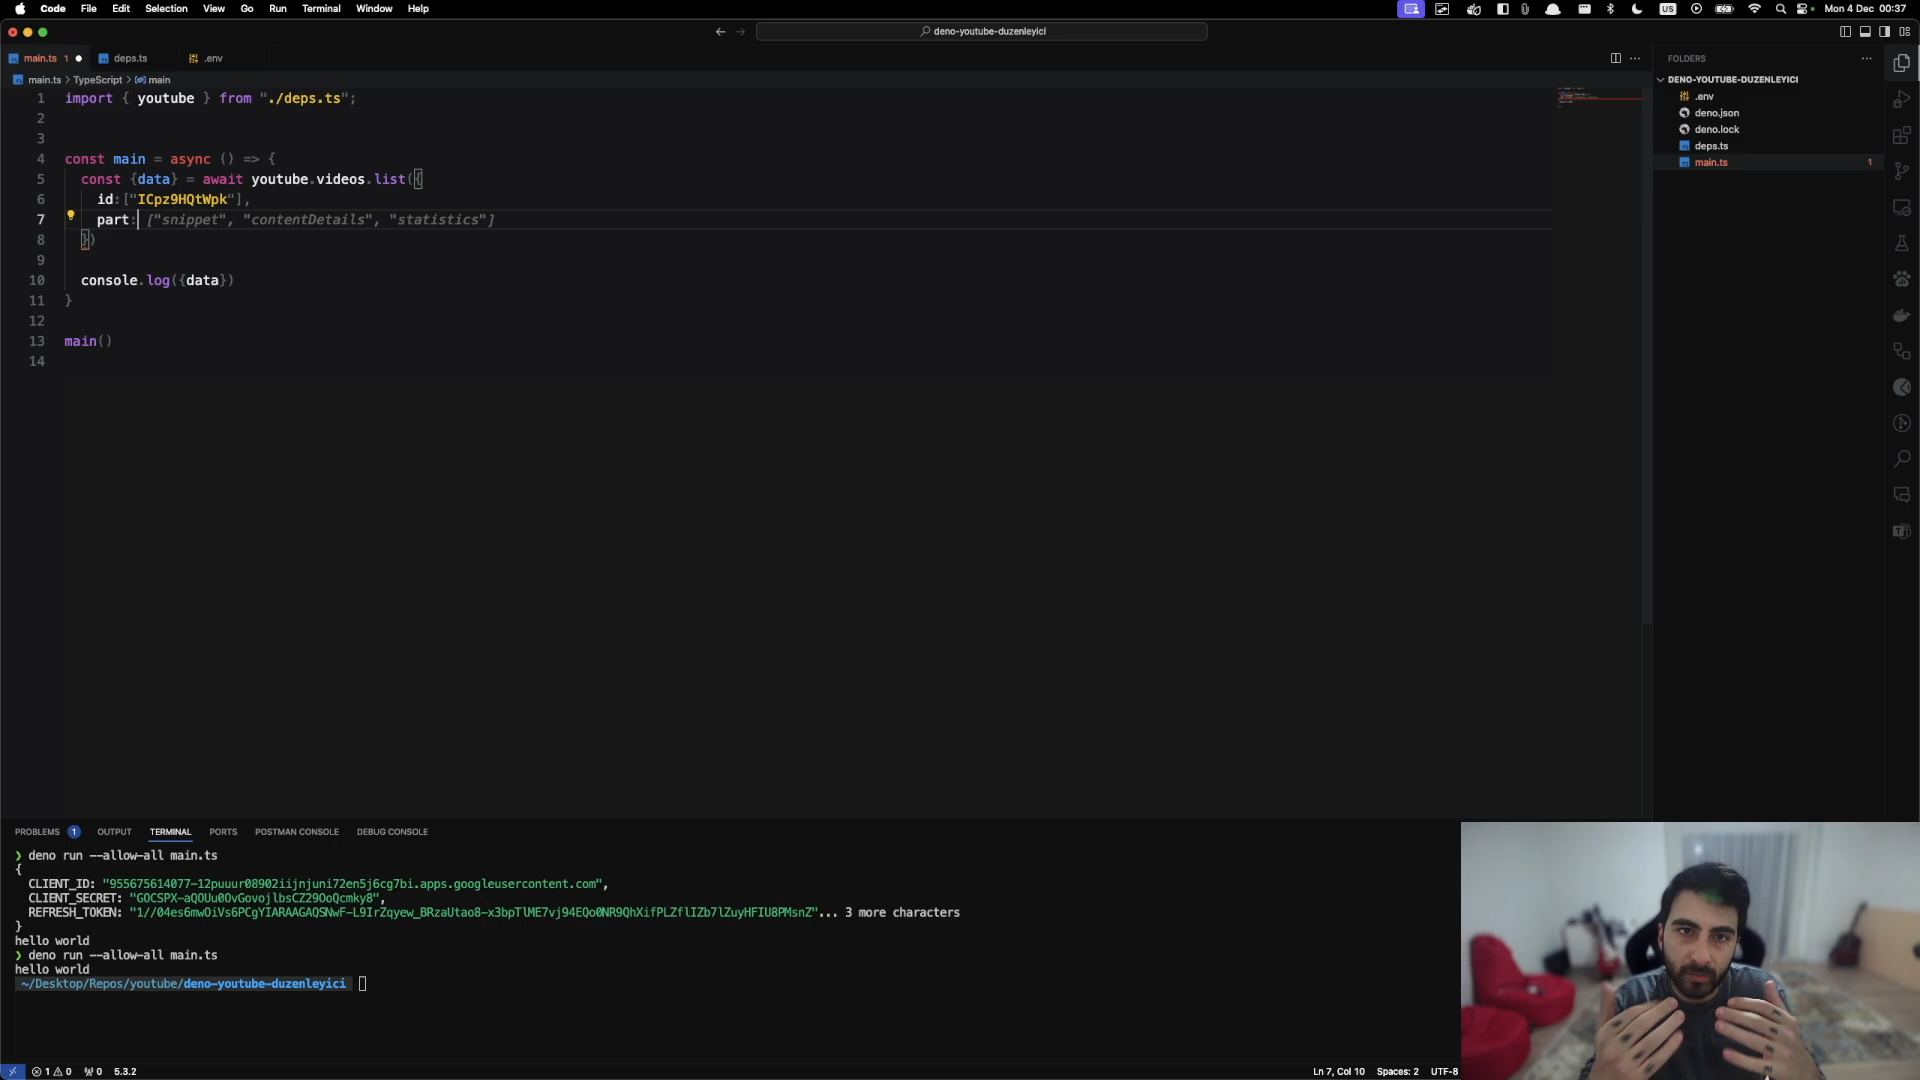 Code File Edit Selection View Go Run Terminal Window Help
US
Mon 4 Dec 00:37
deno-youtube-duzenleyici
main.ts 1
deps.ts
.env
main.ts > TypeScript > main
1 import { youtube } from "./deps.ts";
2
3
4 const main = async () => {
5 const {data} = await youtube.videos.list({
6 id:["ICpz9HQtWpk"],
7 part: ["snippet", "contentDetails", "statistics"]
8 })
9
10 console.log({data})
11 }
12
13 main()
14
FOLDERS
DENO-YOUTUBE-DUZENLEYICI
.env
deno.json
deno.lock
deps.ts
main.ts 1
PROBLEMS 1 OUTPUT TERMINAL PORTS POSTMAN CONSOLE DEBUG CONSOLE
❯ deno run --allow-all main.ts
{
CLIENT_ID: "955675614077-12puuur08902iijnjuni72en5j6cg7bi.apps.googleusercontent.com",
CLIENT_SECRET: "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",
REFRESH_TOKEN: "1//04es6mwOiVs6PCgYIARAAGAQSNwF-L9IrZqyew_BRzaUtao8-x3bpTlME7vj94EQo0NR9QhXifPLZflIZb7lZuyHFIU8PMsnZ"... 3 more characters
}
hello world
❯ deno run --allow-all main.ts
hello world
~/Desktop/Repos/youtube/deno-youtube-duzenleyici
1 0 0 5.3.2
Ln 7, Col 10 Spaces: 2 UTF-8